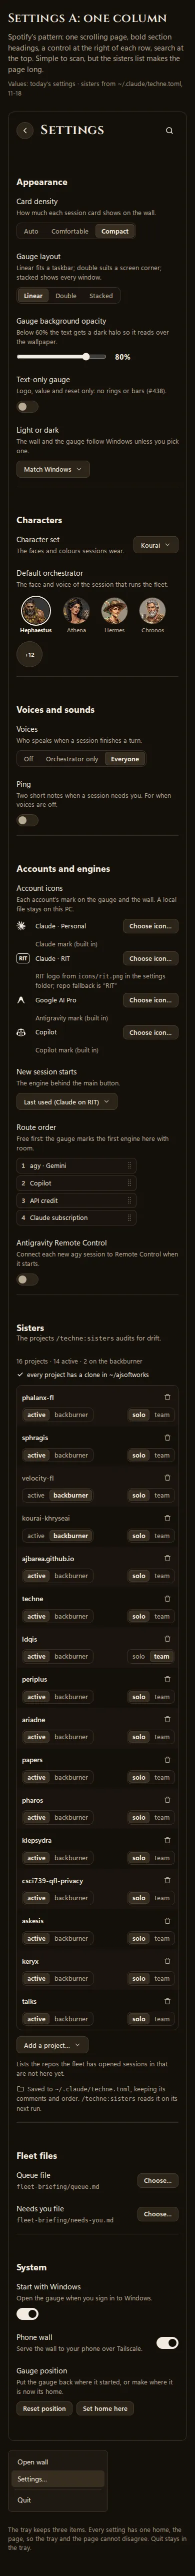 SETTINGS A: ONE COLUMN
Spotify's pattern: one scrolling page, bold section
headings, a control at the right of each row, search at
top. Simple to scan, but the sisters list makes the
page long.
Values: today's settings · sisters from ~/.claude/techne.toml,
11-18
SETTINGS
Appearance
Card density
How much each session card shows on the wall.
Auto Comfortable Compact
Gauge layout
Linear fits a taskbar; double suits a screen corner;
stacked shows every window.
Linear Double Stacked
Gauge background opacity
Below 60% the text gets a dark halo so it reads over
the wallpaper.
80%
Text-only gauge
Logo, value and reset only: no rings or bars (#438).
Light or dark
The wall and the gauge follow Windows unless you pick
one.
Match Windows
Characters
Character set
The faces and colours sessions wear.
Kourai
Default orchestrator
The face and voice of the session that runs the fleet.
Hephaestus Athena Hermes Chronos
+12
Voices and sounds
Voices
Who speaks when a session finishes a turn.
Off Orchestrator only Everyone
Ping
Two short notes when a session needs you. For when
voices are off.
Accounts and engines
Account icons
Each account's mark on the gauge and the wall. A local
file stays on this PC.
Claude · Personal Choose icon...
Claude mark (built in)
RIT Claude · RIT Choose icon...
RIT logo from icons/rit.png in the settings
folder; repo fallback is "RIT"
Google AI Pro Choose icon...
Antigravity mark (built in)
Copilot Choose icon...
Copilot mark (built in)
New session starts
The engine behind the main button.
Last used (Claude on RIT)
Route order
Free first: the gauge marks the first engine here with
room.
1 agy · Gemini
2 Copilot
3 API credit
4 Claude subscription
Antigravity Remote Control
Connect each new agy session to Remote Control when
it starts.
Sisters
The projects /techne:sisters audits for drift.
16 projects · 14 active · 2 on the backburner
every project has a clone in ~/ajsoftworks
phalanx-fl
active backburner solo team
sphragis
active backburner solo team
velocity-fl
active backburner solo team
kourai-khryseai
active backburner solo team
ajbarea.github.io
active backburner solo team
techne
active backburner solo team
ldqis
active backburner solo team
periplus
active backburner solo team
ariadne
active backburner solo team
papers
active backburner solo team
pharos
active backburner solo team
klepsydra
active backburner solo team
csci739-qfl-privacy
active backburner solo team
askesis
active backburner solo team
keryx
active backburner solo team
talks
active backburner solo team
Add a project...
Lists the repos the fleet has opened sessions in that
are not here yet.
Saved to ~/.claude/techne.toml, keeping its
comments and order. /techne:sisters reads it on its
next run.
Fleet files
Queue file
fleet-briefing/queue.md
Choose...
Needs you file
fleet-briefing/needs-you.md
Choose...
System
Start with Windows
Open the gauge when you sign in to Windows.
Phone wall
Serve the wall to your phone over Tailscale.
Gauge position
Put the gauge back where it started, or make where it
is now its home.
Reset position Set home here
Open wall
Settings...
Quit
The tray keeps three items. Every setting has one home, the
page, so the tray and the page cannot disagree. Quit stays in
the tray.